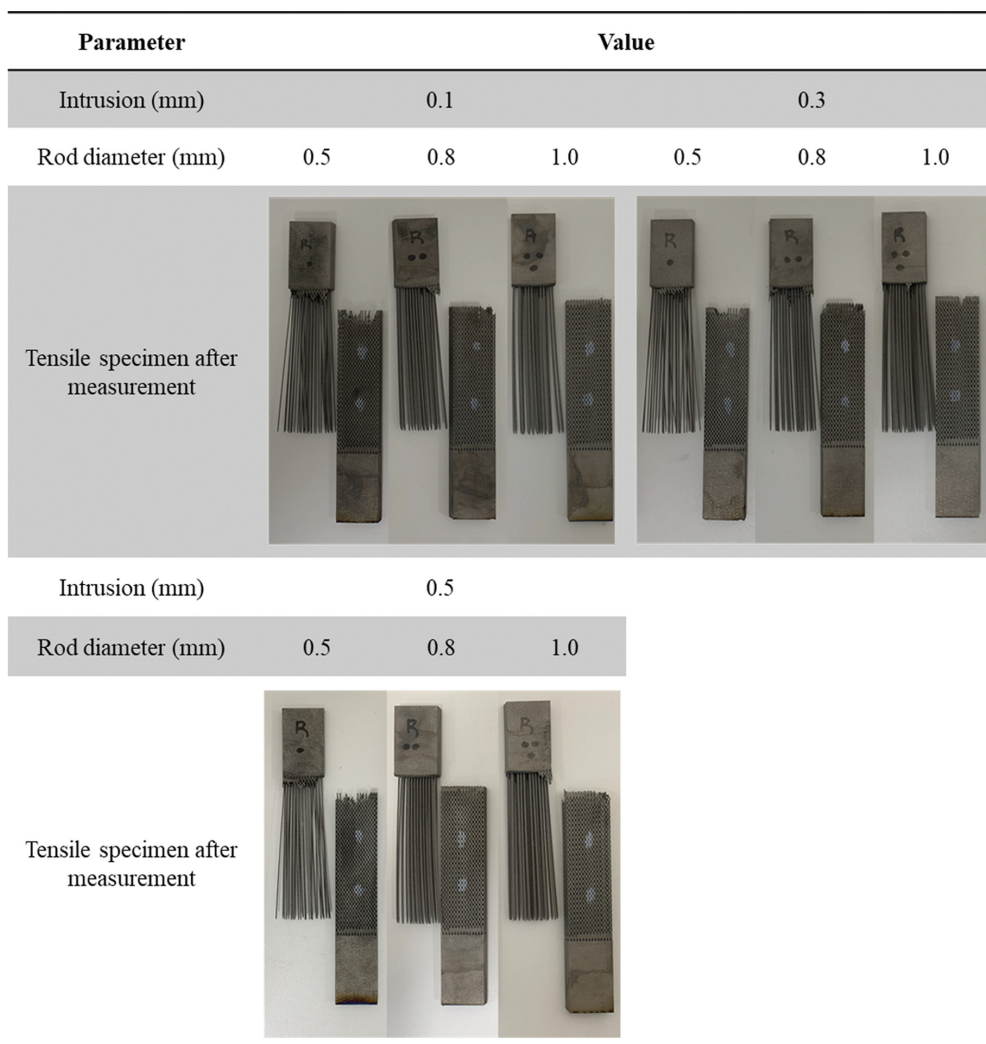 Parameter Value
Intrusion (mm) 0.1 0.3
Rod diameter (mm) 0.5 0.8 1.0 0.5 0.8 1.0
R R R R R R
Tensile specimen after
measurement
Intrusion (mm) 0.5
Rod diameter (mm) 0.5 0.8 1.0
R R R
Tensile specimen after
measurement